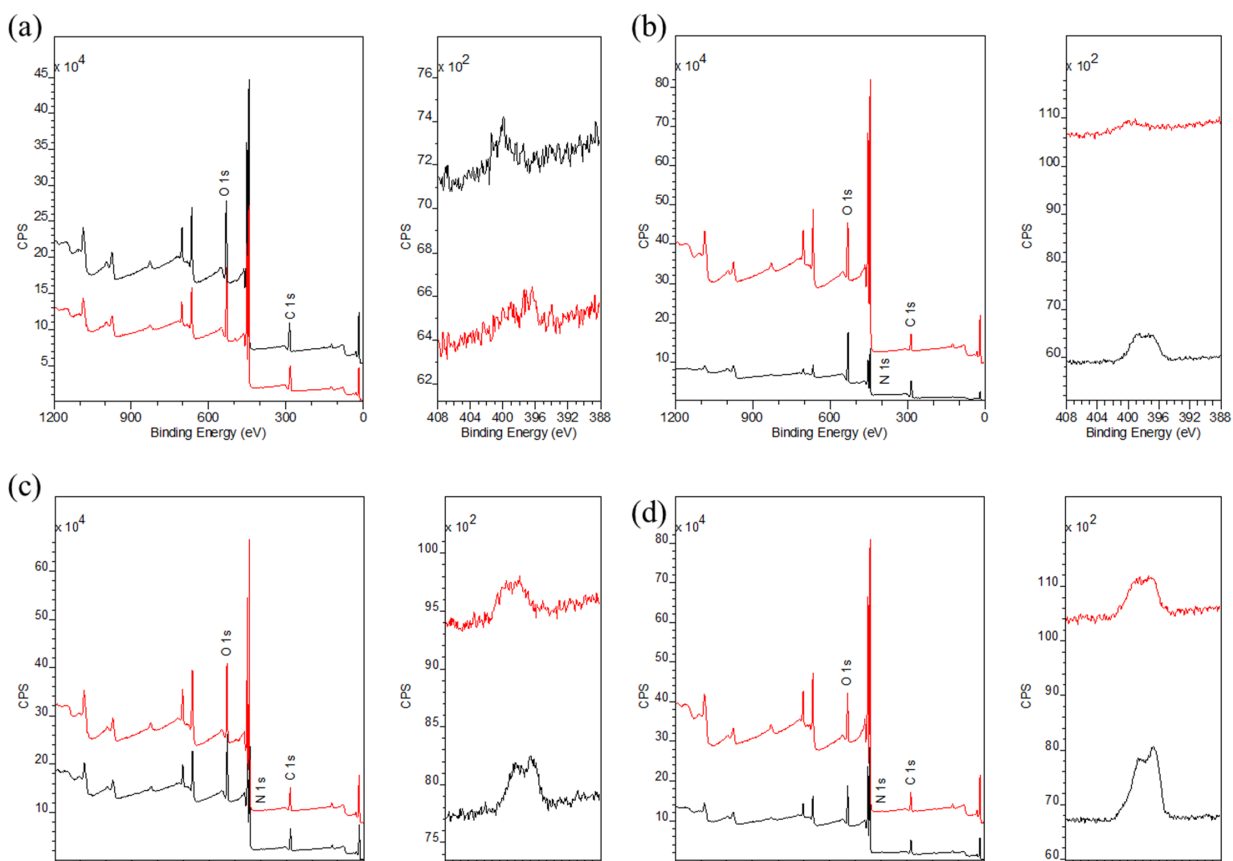 (a)
x 10^4
45
40
35
30
25
20
15
10
5
CPS
O 1s
C 1s
1200 900 600 300 0
Binding Energy (eV)
x 10^2
76
74
72
70
68
66
64
62
CPS
408 404 400 396 392 388
Binding Energy (eV)
(b)
x 10^4
80
70
60
50
40
30
20
10
CPS
O 1s
N 1s
C 1s
1200 900 600 300 0
Binding Energy (eV)
x 10^2
110
100
90
80
70
60
CPS
408 404 400 396 392 388
Binding Energy (eV)
(c)
x 10^4
60
50
40
30
20
10
CPS
O 1s
N 1s
C 1s
x 10^2
100
95
90
85
80
75
CPS
(d)
x 10^4
80
70
60
50
40
30
20
10
CPS
O 1s
N 1s
C 1s
x 10^2
110
100
90
80
70
60
CPS